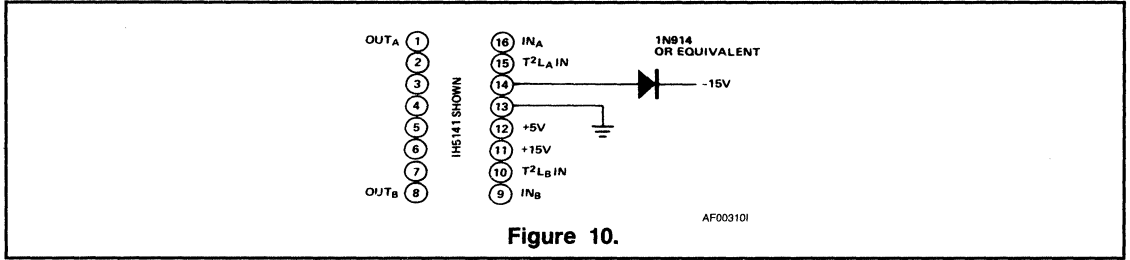 OUTA 1
2
3
4
5
6
7
OUTB 8
IH5141 SHOWN
16 INA
15 T²LA IN
14
13
12 +5V
11 +15V
10 T²LB IN
9 INB
1N914
OR EQUIVALENT
-15V
AF00310I
Figure 10.